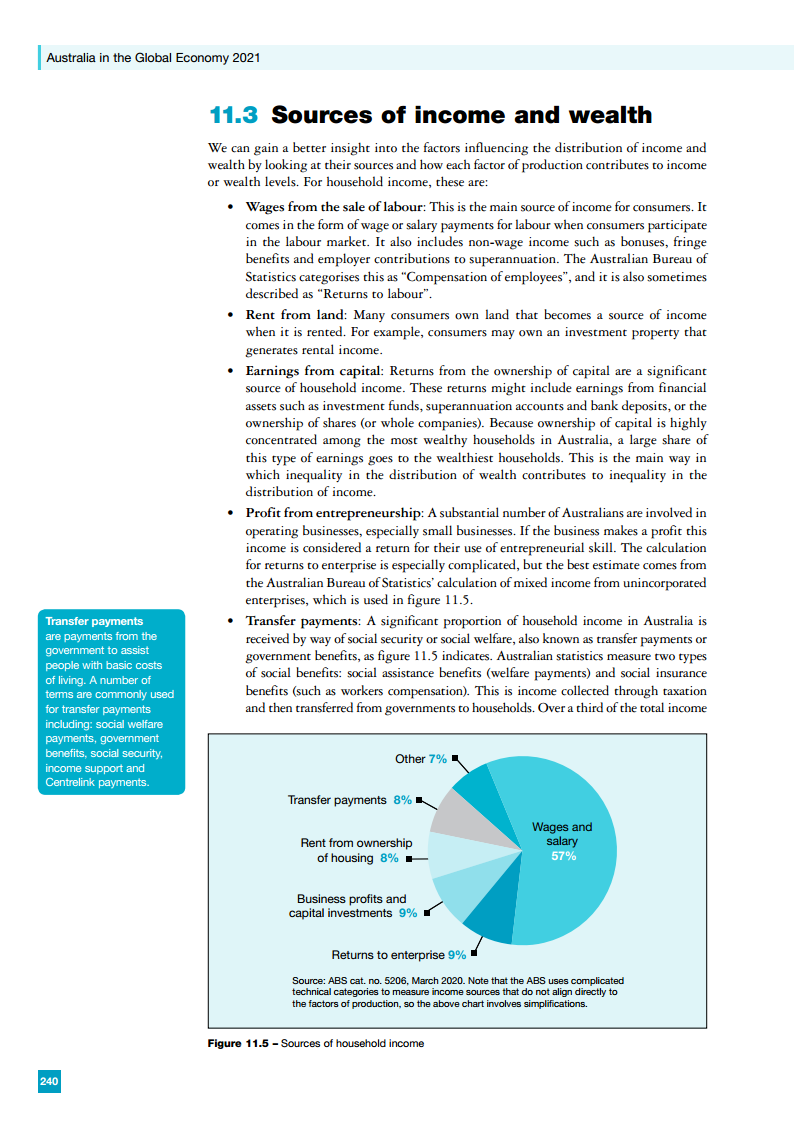 Australia in the Global Economy 2021
11.3 Sources of income and wealth
We can gain a better insight into the factors influencing the distribution of income and
wealth by looking at their sources and how each factor of production contributes to income
or wealth levels. For household income, these are:
• Wages from the sale of labour: This is the main source of income for consumers. It
comes in the form of wage or salary payments for labour when consumers participate
in the labour market. It also includes non-wage income such as bonuses, fringe
benefits and employer contributions to superannuation. The Australian Bureau of
Statistics categorises this as “Compensation of employees”, and it is also sometimes
described as “Returns to labour”.
• Rent from land: Many consumers own land that becomes a source of income
when it is rented. For example, consumers may own an investment property that
generates rental income.
• Earnings from capital: Returns from the ownership of capital are a significant
source of household income. These returns might include earnings from financial
assets such as investment funds, superannuation accounts and bank deposits, or the
ownership of shares (or whole companies). Because ownership of capital is highly
concentrated among the most wealthy households in Australia, a large share of
this type of earnings goes to the wealthiest households. This is the main way in
which inequality in the distribution of wealth contributes to inequality in the
distribution of income.
• Profit from entrepreneurship: A substantial number of Australians are involved in
operating businesses, especially small businesses. If the business makes a profit this
income is considered a return for their use of entrepreneurial skill. The calculation
for returns to enterprise is especially complicated, but the best estimate comes from
the Australian Bureau of Statistics’ calculation of mixed income from unincorporated
enterprises, which is used in figure 11.5.
• Transfer payments: A significant proportion of household income in Australia is
received by way of social security or social welfare, also known as transfer payments or
government benefits, as figure 11.5 indicates. Australian statistics measure two types
of social benefits: social assistance benefits (welfare payments) and social insurance
benefits (such as workers compensation). This is income collected through taxation
and then transferred from governments to households. Over a third of the total income
Transfer payments
are payments from the
government to assist
people with basic costs
of living. A number of
terms are commonly used
for transfer payments
including: social welfare
payments, government
benefits, social security,
income support and
Centrelink payments.
Other 7%
Transfer payments 8%
Rent from ownership
of housing 8%
Business profits and
capital investments 9%
Returns to enterprise 9%
Wages and
salary
57%
Source: ABS cat. no. 5206, March 2020. Note that the ABS uses complicated
technical categories to measure income sources that do not align directly to
the factors of production, so the above chart involves simplifications.
Figure 11.5 – Sources of household income
240